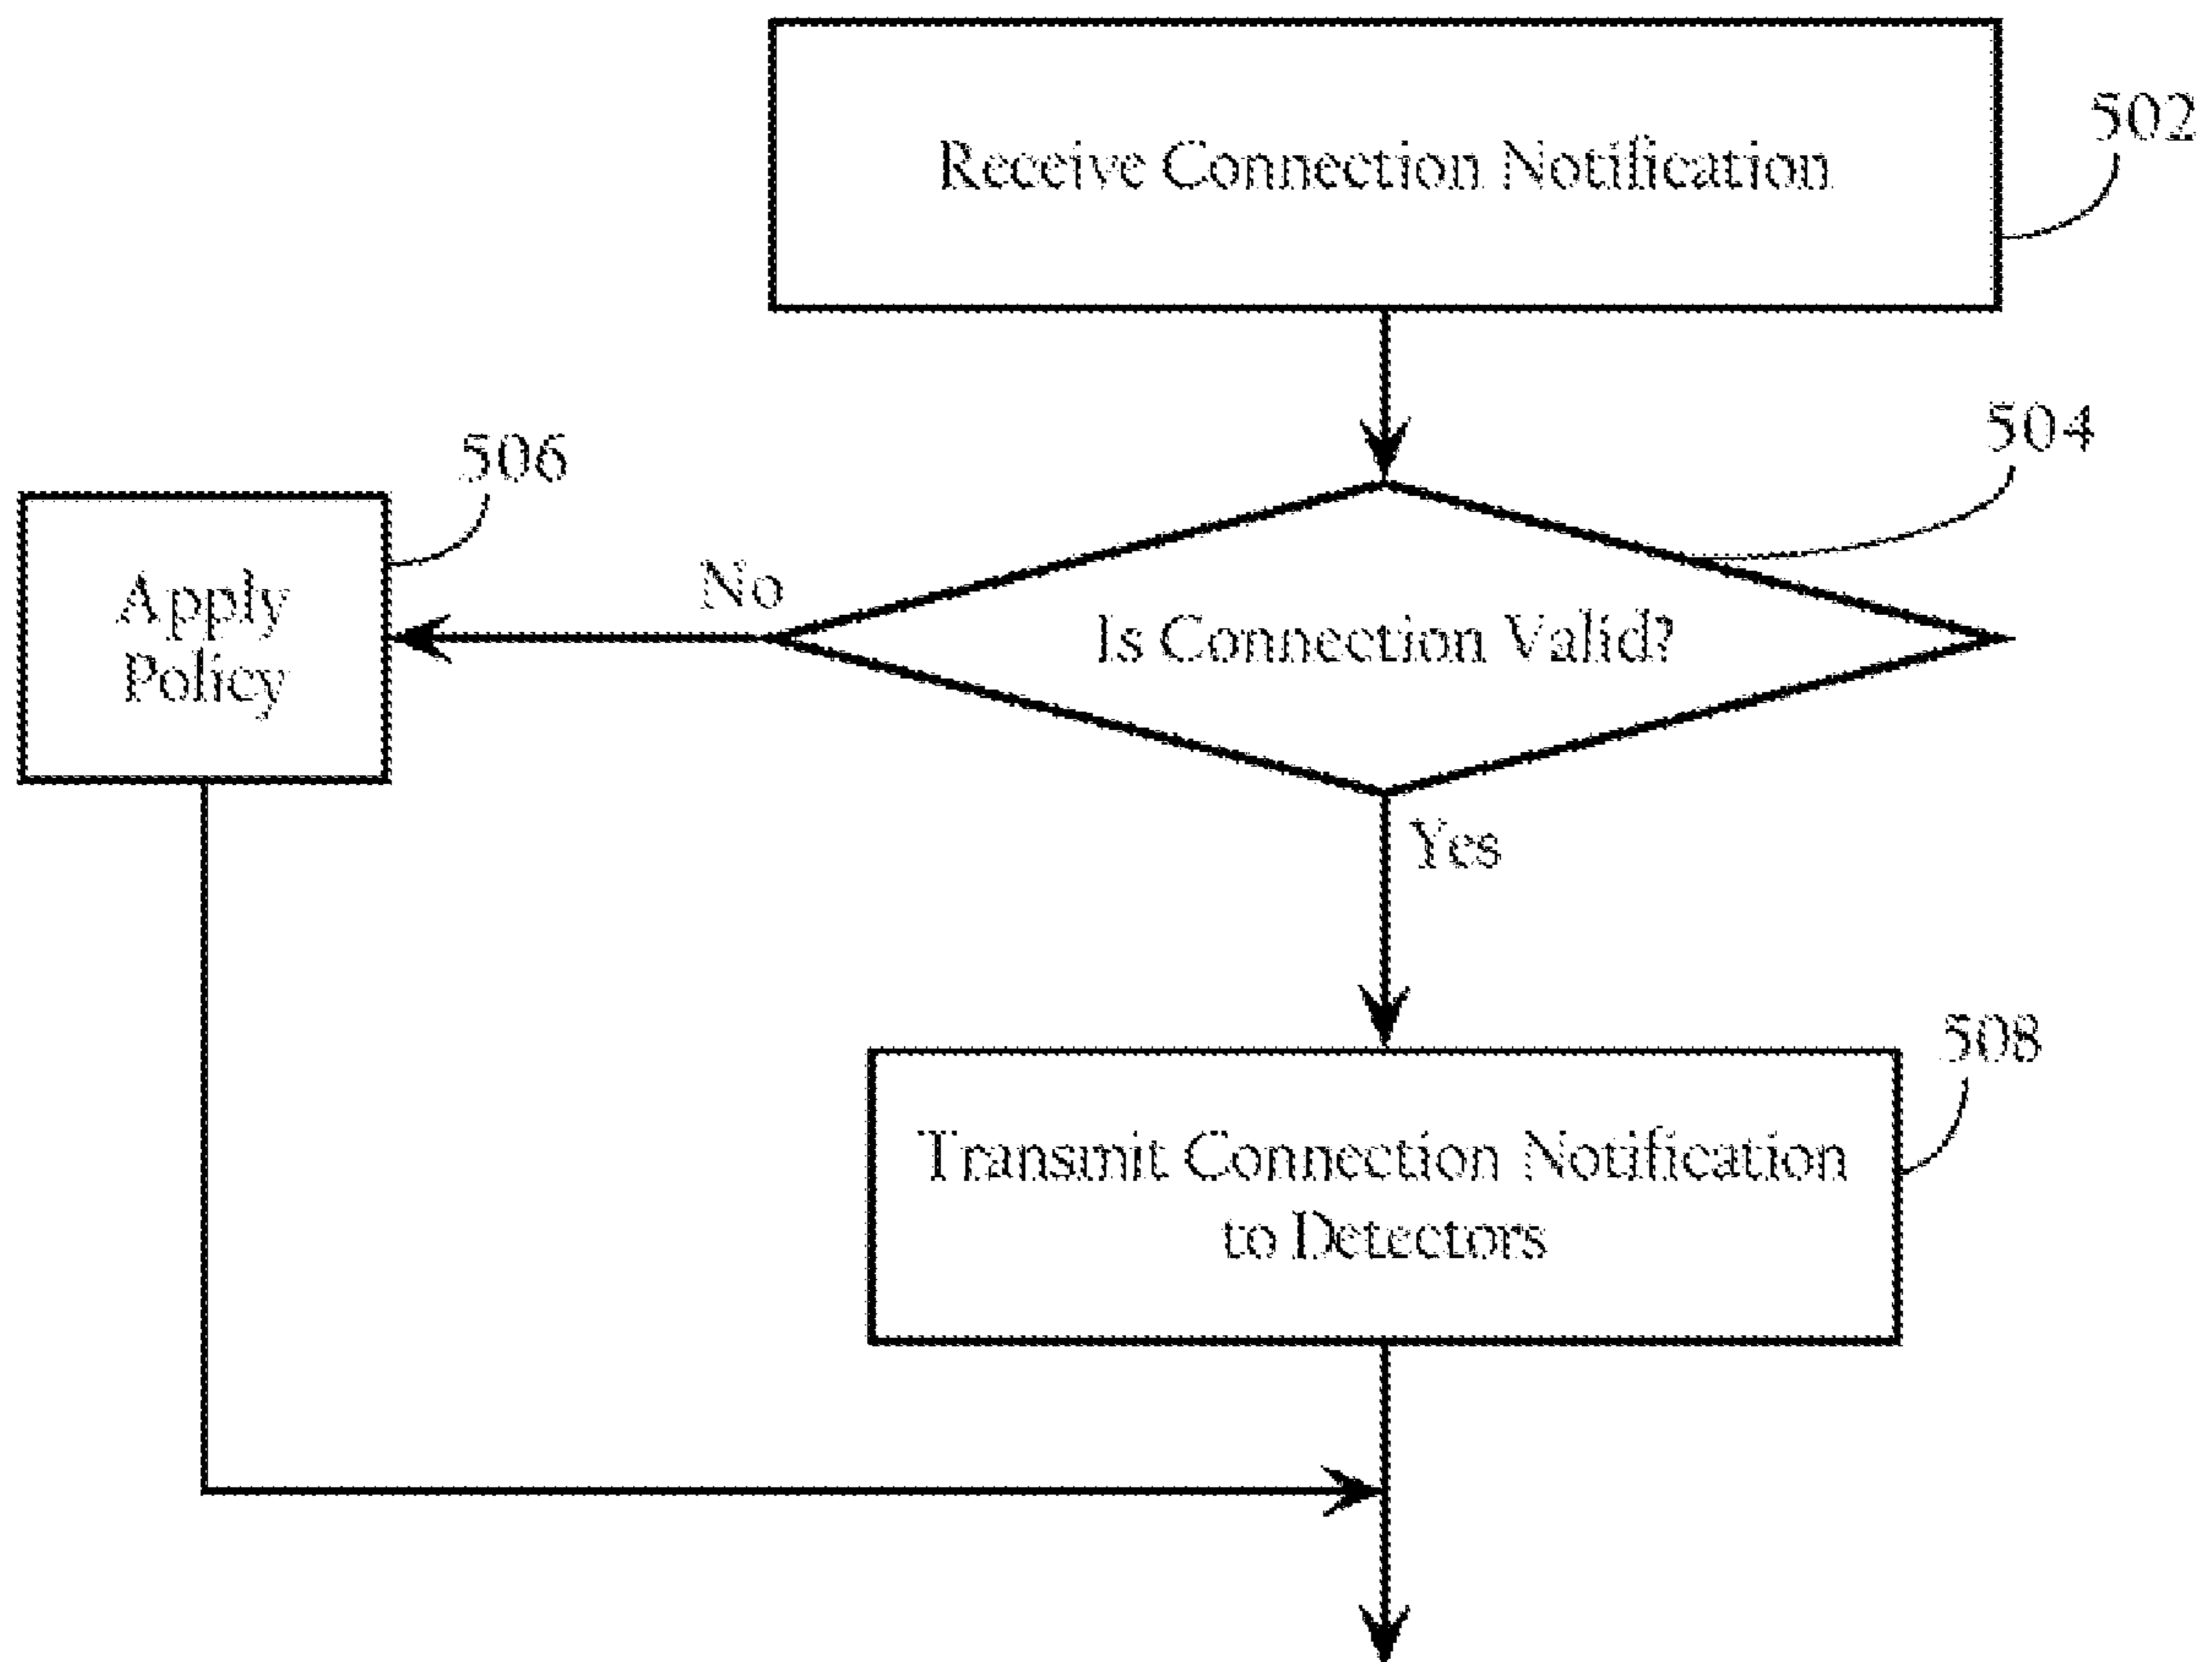 Receive Connection Notification
502
504
506
Apply
Policy
No
Is Connection Valid?
Yes
508
Transmit Connection Notification
to Detectors